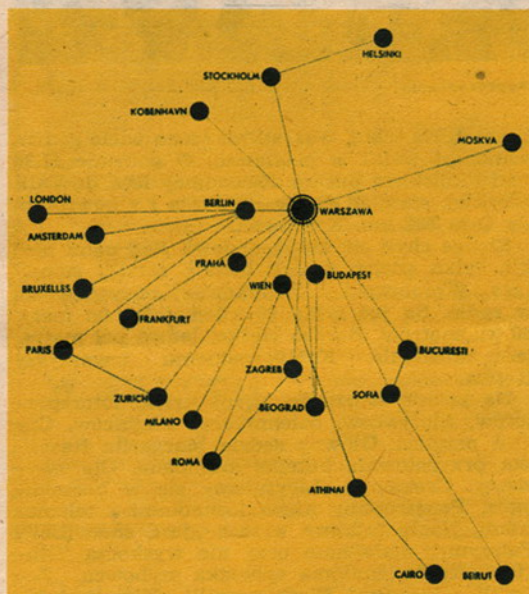 HELSINKI
STOCKHOLM
KOBENHAVN
MOSKVA
LONDON
BERLIN
WARSZAWA
AMSTERDAM
PRAHA
BUDAPEST
WIEN
BRUXELLES
FRANKFURT
PARIS
BUCURESTI
ZAGREB
ZURICH
SOFIA
BEOGRAD
MILANO
ROMA
ATHINAI
CAIRO
BEIRUT